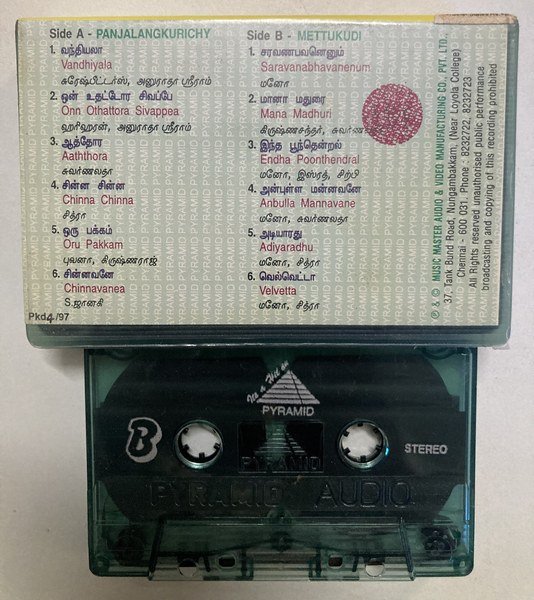 Side A - PANJALANGKURICHY
1. வந்தியலா
Vandhiyala
சுரேஷ்பீட்டர்ஸ், அனுராதா ஸ்ரீராம்
2. ஒன் உதட்டோர சிவப்பே
Onn Othattora Sivappea
ஹரிஹரன், அனுராதா ஸ்ரீராம்
3. ஆத்தோர
Aaththora
சுவர்ணலதா
4. சின்ன சின்ன
Chinna Chinna
சித்ரா
5. ஒரு பக்கம்
Oru Pakkam
புவனா, கிருஷ்ணராஜ்
6. சின்னவனே
Chinnavanea
S.ஜானகி
Pkd4/97
Side B - METTUKUDI
1. சரவணபவனெனும்
Saravanabhavanenum
மனோ
2. மானா மதுரை
Mana Madhuri
கிருஷ்ணசந்தர், சுவர்ண
3. இந்த பூந்தென்றல்
Endha Poonthendral
மனோ, இஸ்ரத், சிற்பி
4. அன்புள்ள மன்னவனே
Anbulla Mannavane
மனோ, சுவர்ணலதா
5. அடியாரது
Adiyaradhu
மனோ, சித்ரா
6. வெல்வெட்டா
Velvetta
மனோ, சித்ரா
℗ & © MUSIC MASTER AUDIO & VIDEO MANUFACTURING CO., PVT. LTD.,
37, Tank Bund Road, Nungambakkam, (Near Loyola College)
Chennai - 600 031. Phone : 8232722, 8232723
All Rights reserved unauthorised public performance
broadcasting and copying of this recording prohibited
Its a Hit on
PYRAMID
B
STEREO
PYRAMID
PYRAMID AUDIO